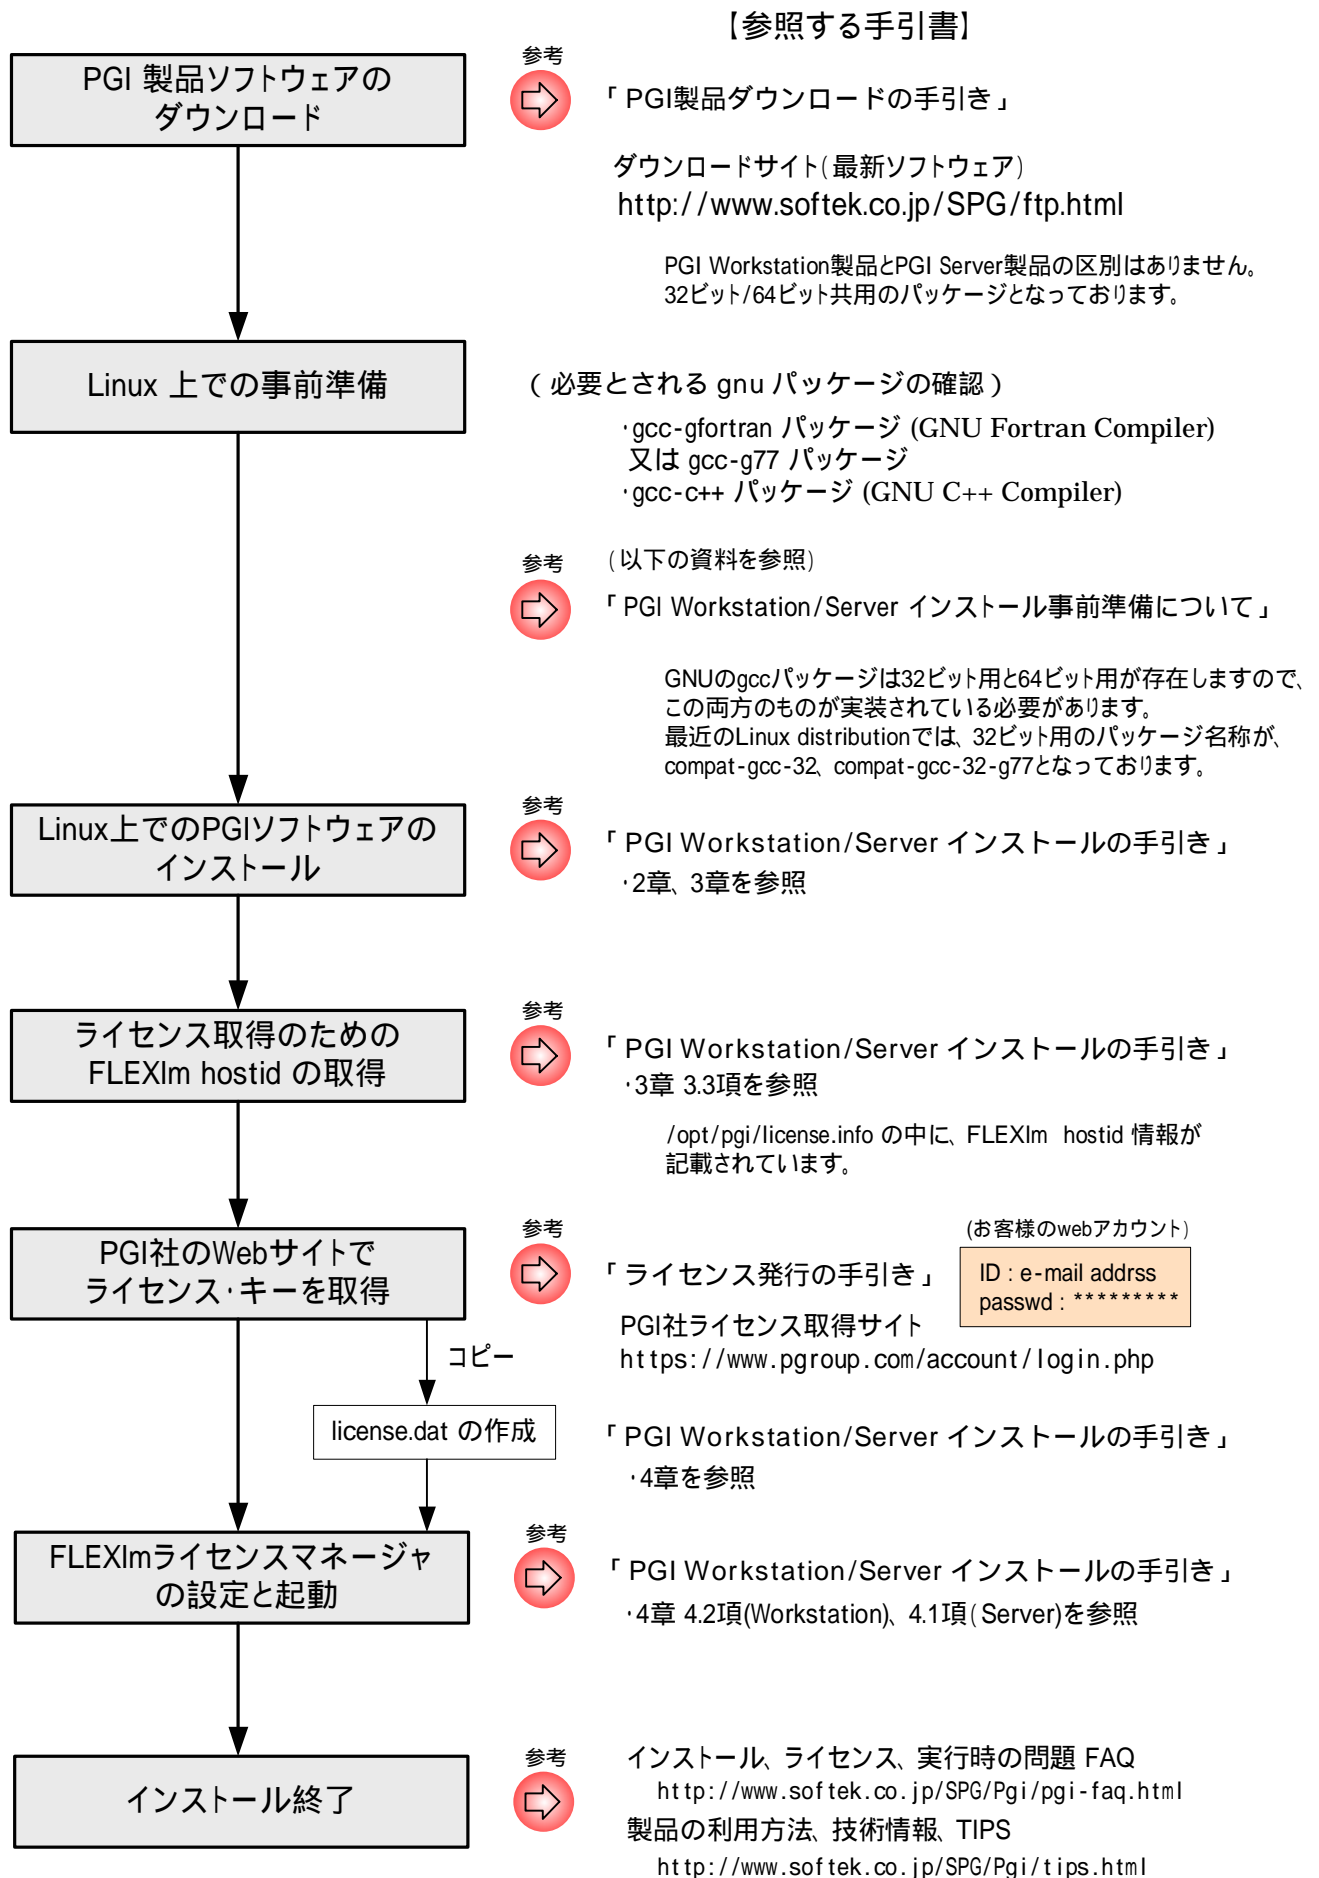 【参照する手引書】
参考
PGI 製品ソフトウェアの
ダウンロード
「PGI製品ダウンロードの手引き」
ダウンロードサイト(最新ソフトウェア)
http://www.softek.co.jp/SPG/ftp.html
PGI Workstation製品とPGI Server製品の区別はありません。
32ビット/64ビット共用のパッケージとなっております。
Linux 上での事前準備
(必要とされる gnu パッケージの確認)
・gcc-gfortran パッケージ (GNU Fortran Compiler)
又は gcc-g77 パッケージ
・gcc-c++ パッケージ (GNU C++ Compiler)
参考
(以下の資料を参照)
「PGI Workstation/Server インストール事前準備について」
GNUのgccパッケージは32ビット用と64ビット用が存在しますので、
この両方のものが実装されている必要があります。
最近のLinux distributionでは、32ビット用のパッケージ名称が、
compat-gcc-32、compat-gcc-32-g77となっております。
参考
Linux上でのPGIソフトウェアの
インストール
「PGI Workstation/Server インストールの手引き」
・2章、3章を参照
参考
ライセンス取得のための
FLEXlm hostid の取得
「PGI Workstation/Server インストールの手引き」
・3章 3.3項を参照
/opt/pgi/license.info の中に、FLEXlm hostid 情報が
記載されています。
参考
PGI社のWebサイトで
ライセンス・キーを取得
「ライセンス発行の手引き」
(お客様のwebアカウント)
ID : e-mail addrss
passwd : *********
PGI社ライセンス取得サイト
https://www.pgroup.com/account/login.php
コピー
license.dat の作成
「PGI Workstation/Server インストールの手引き」
・4章を参照
参考
FLEXlmライセンスマネージャ
の設定と起動
「PGI Workstation/Server インストールの手引き」
・4章 4.2項(Workstation)、4.1項(Server)を参照
参考
インストール終了
インストール、ライセンス、実行時の問題 FAQ
http://www.softek.co.jp/SPG/Pgi/pgi-faq.html
製品の利用方法、技術情報、TIPS
http://www.softek.co.jp/SPG/Pgi/tips.html